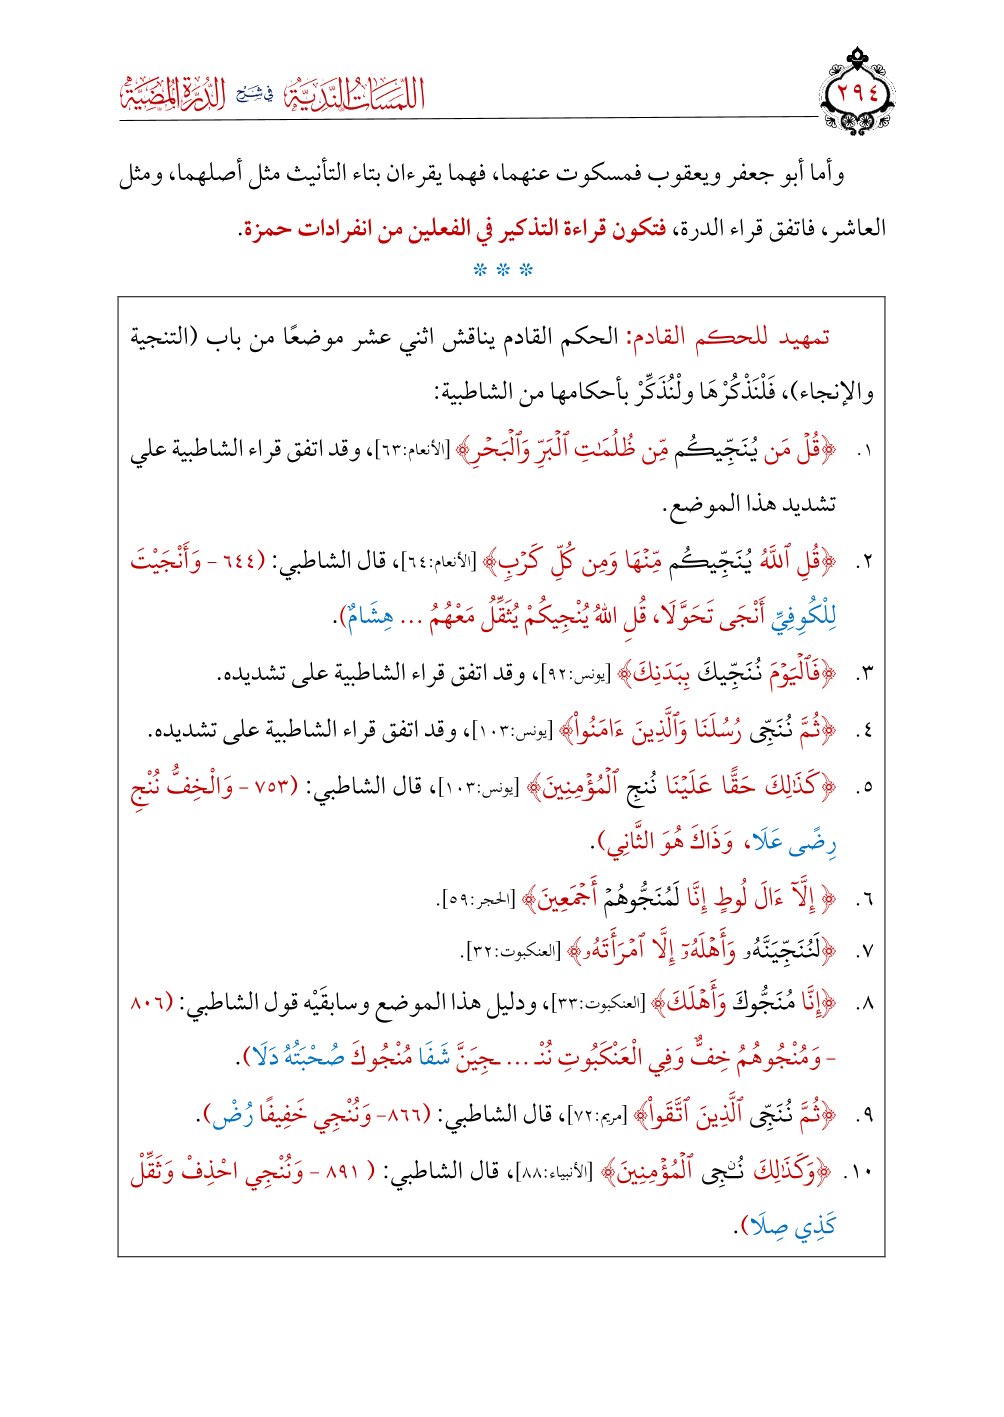 اللمسات الندية في شرح الدرة المضية
٢٩٤
وأما أبو جعفر ويعقوب فمسكوت عنهما، فهما يقرءان بتاء التأنيث مثل أصلهما، ومثل
العاشر، فاتفق قراء الدرة، فتكون قراءة التذكير في الفعلين من انفرادات حمزة.
* * *
تمهيد للحكم القادم: الحكم القادم يناقش اثني عشر موضعًا من باب (التنجية
والإنجاء)، فَلْنَذْكُرْهَا ولْنُذَكِّرْ بأحكامها من الشاطبية:
١. ﴿قُلۡ مَن يُنَجِّيكُم مِّن ظُلُمَٰتِ ٱلۡبَرِّ وَٱلۡبَحۡرِ﴾ [الأنعام:٦٣]، وقد اتفق قراء الشاطبية علي
تشديد هذا الموضع.
٢. ﴿قُلِ ٱللَّهُ يُنَجِّيكُم مِّنۡهَا وَمِن كُلِّ كَرۡبٖ﴾ [الأنعام:٦٤]، قال الشاطبي: (٦٤٤ - وَأَنْجَيْتَ
لِلْكُوفِيِّ أَنْجَى تَحَوَّلَا، قُلِ اللهُ يُنْجِيكُمْ يُثَقِّلُ مَعْهُمُ ... هِشَامٌ).
٣. ﴿فَٱلۡيَوۡمَ نُنَجِّيكَ بِبَدَنِكَ﴾ [يونس:٩٢]، وقد اتفق قراء الشاطبية على تشديده.
٤. ﴿ثُمَّ نُنَجِّى رُسُلَنَا وَٱلَّذِينَ ءَامَنُواْ﴾ [يونس:١٠٣]، وقد اتفق قراء الشاطبية على تشديده.
٥. ﴿كَذَٰلِكَ حَقًّا عَلَيۡنَا نُنجِ ٱلۡمُؤۡمِنِينَ﴾ [يونس:١٠٣]، قال الشاطبي: (٧٥٣ - وَالْخِفُّ نُنْجِ
رِضًى عَلَا، وَذَاكَ هُوَ الثَّانِي).
٦. ﴿ إِلَّآ ءَالَ لُوطٍ إِنَّا لَمُنَجُّوهُمۡ أَجۡمَعِينَ﴾ [الحجر:٥٩].
٧. ﴿لَنُنَجِّيَنَّهُۥ وَأَهۡلَهُۥٓ إِلَّا ٱمۡرَأَتَهُۥ﴾ [العنكبوت:٣٢].
٨. ﴿إِنَّا مُنَجُّوكَ وَأَهۡلَكَ﴾ [العنكبوت:٣٣]، ودليل هذا الموضع وسابقَيْه قول الشاطبي: (٨٠٦
- وَمُنْجُوهُمُ خِفٌّ وَفِي الْعَنْكَبُوتِ نُنْـ ... ـجِيَنَّ شَفَا مُنْجُوكَ صُحْبَتُهُ دَلَا).
٩. ﴿ثُمَّ نُنَجِّى ٱلَّذِينَ ٱتَّقَواْ﴾ [مريم:٧٢]، قال الشاطبي: (٨٦٦- وَنُنْجِي خَفِيفًا رُضْ).
١٠. ﴿وَكَذَٰلِكَ نُـۨجِى ٱلۡمُؤۡمِنِينَ﴾ [الأنبياء:٨٨]، قال الشاطبي: ( ٨٩١ - وَنُنْجِي احْذِفْ وَثَقِّلْ
كَذِي صِلَا).